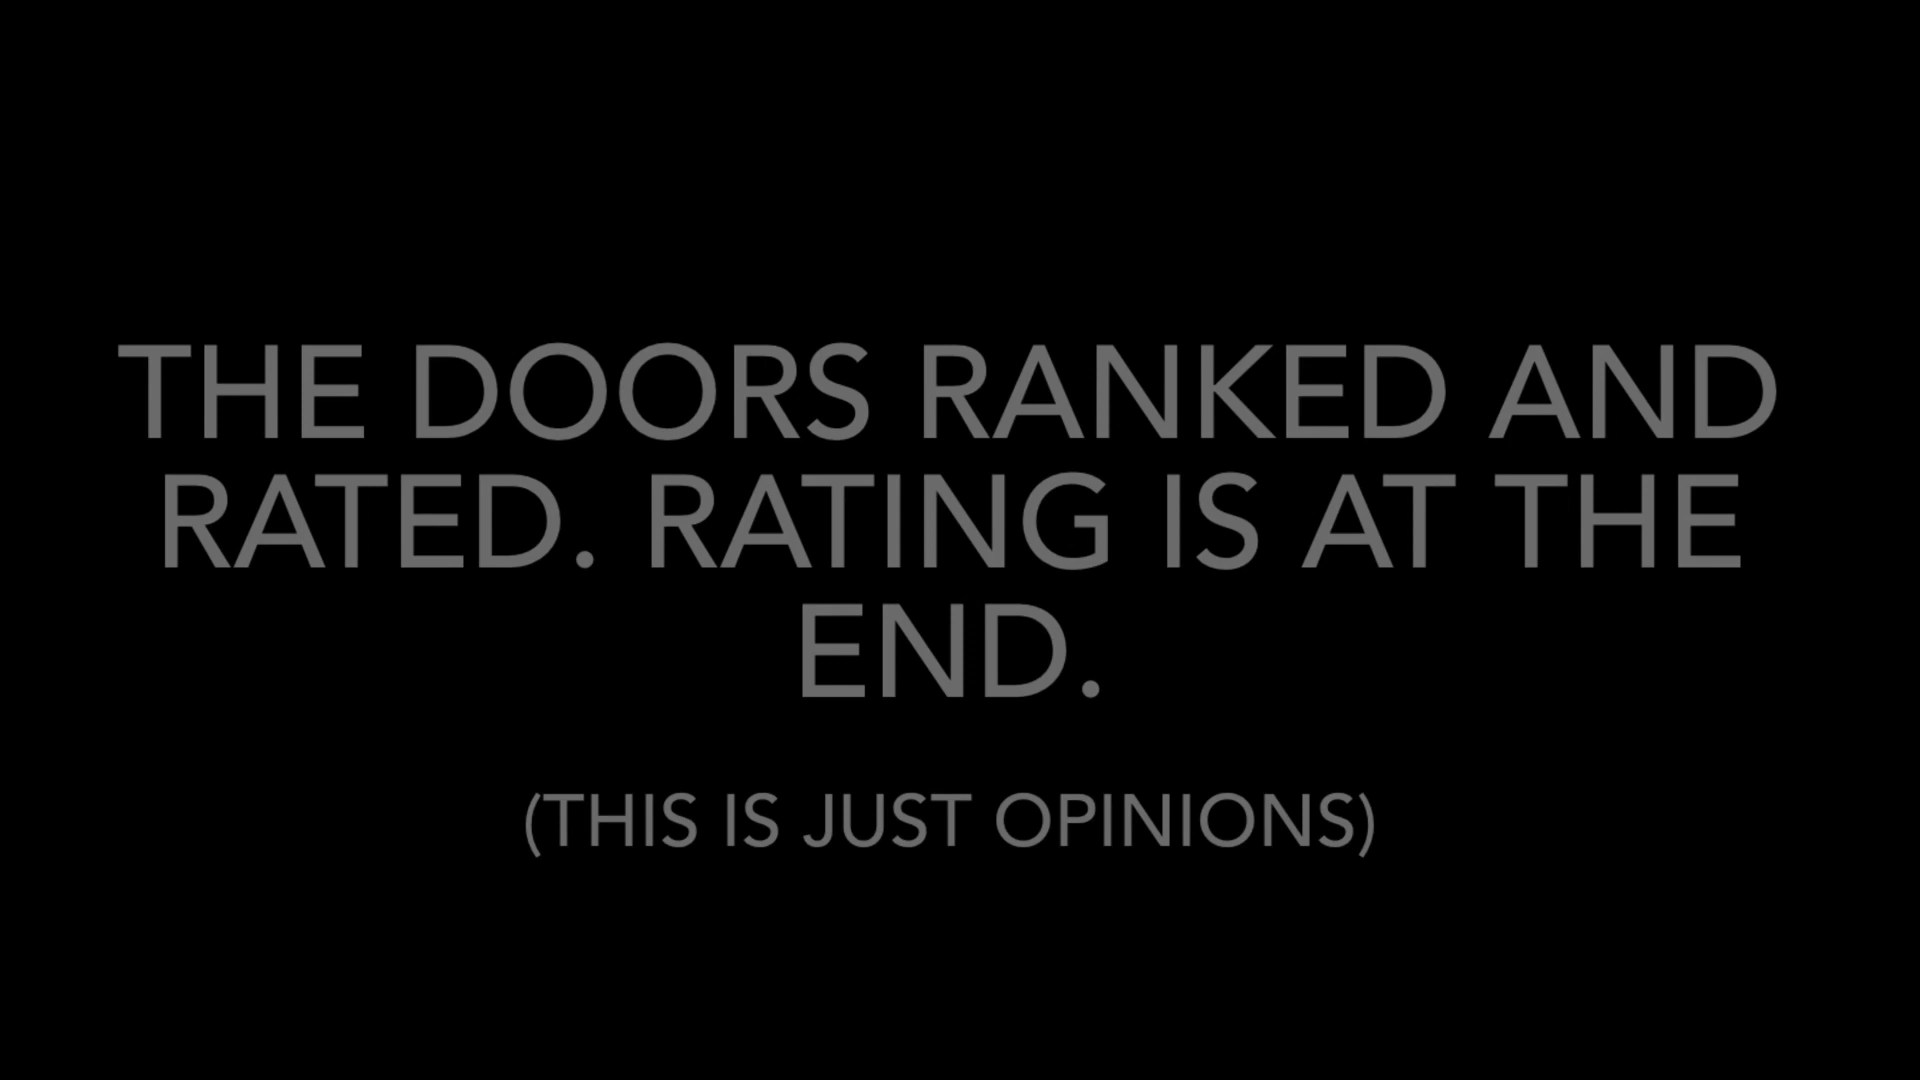 THE DOORS RANKED AND
RATED. RATING IS AT THE
END.
(THIS IS JUST OPINIONS)